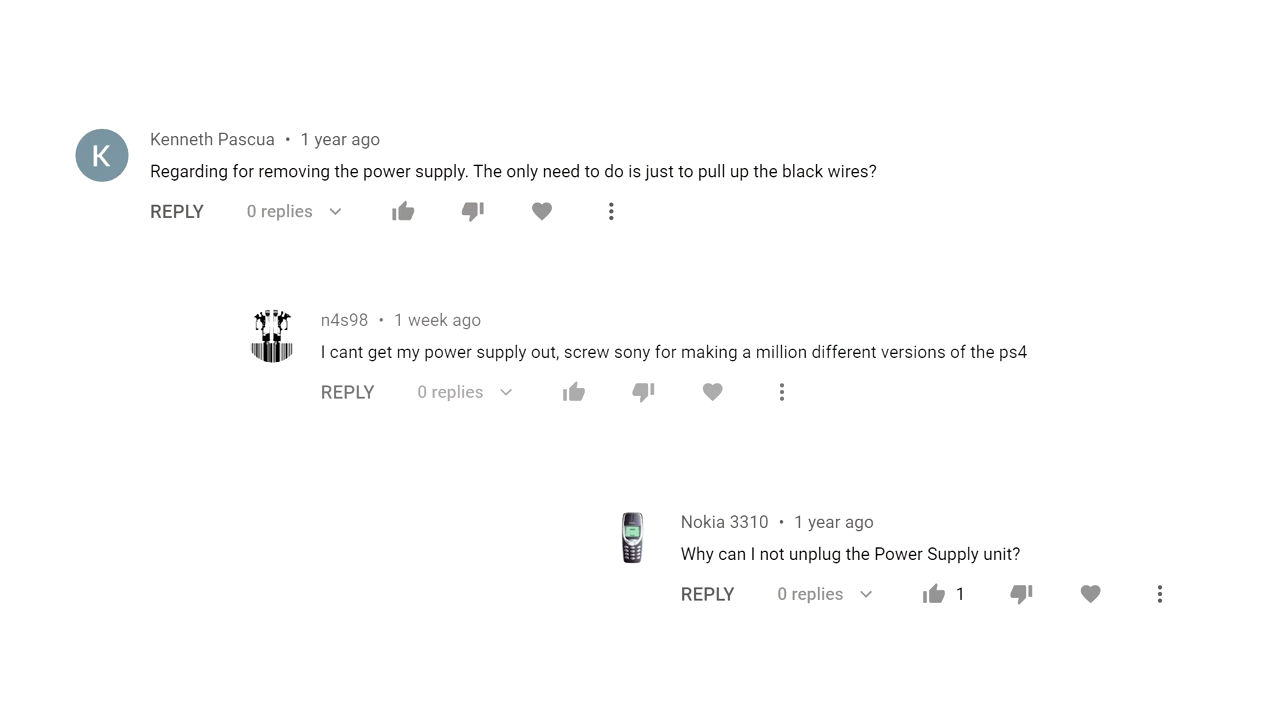 K
Kenneth Pascua • 1 year ago
Regarding for removing the power supply. The only need to do is just to pull up the black wires?
REPLY 0 replies
n4s98 • 1 week ago
I cant get my power supply out, screw sony for making a million different versions of the ps4
REPLY 0 replies
Nokia 3310 • 1 year ago
Why can I not unplug the Power Supply unit?
REPLY 0 replies 1